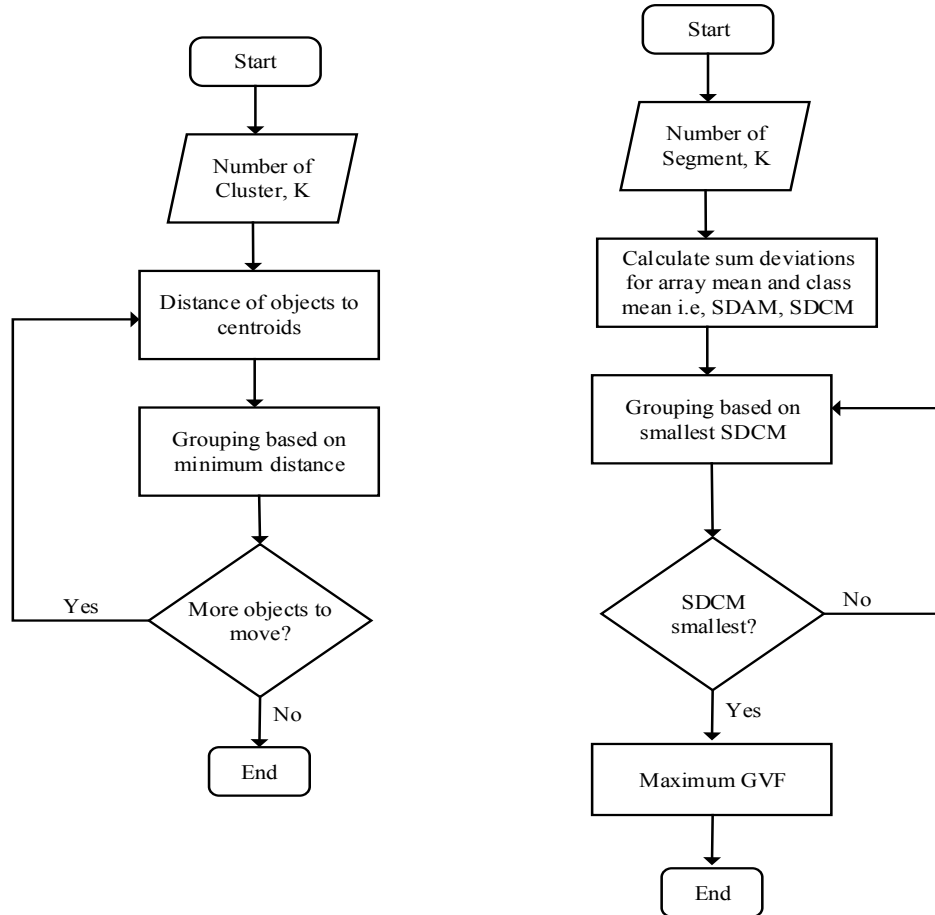 Start
Number of
Cluster, K
Distance of objects to
centroids
Grouping based on
minimum distance
More objects to
move?
Yes
No
End
Start
Number of
Segment, K
Calculate sum deviations
for array mean and class
mean i.e, SDAM, SDCM
Grouping based on
smallest SDCM
SDCM
smallest?
No
Yes
Maximum GVF
End